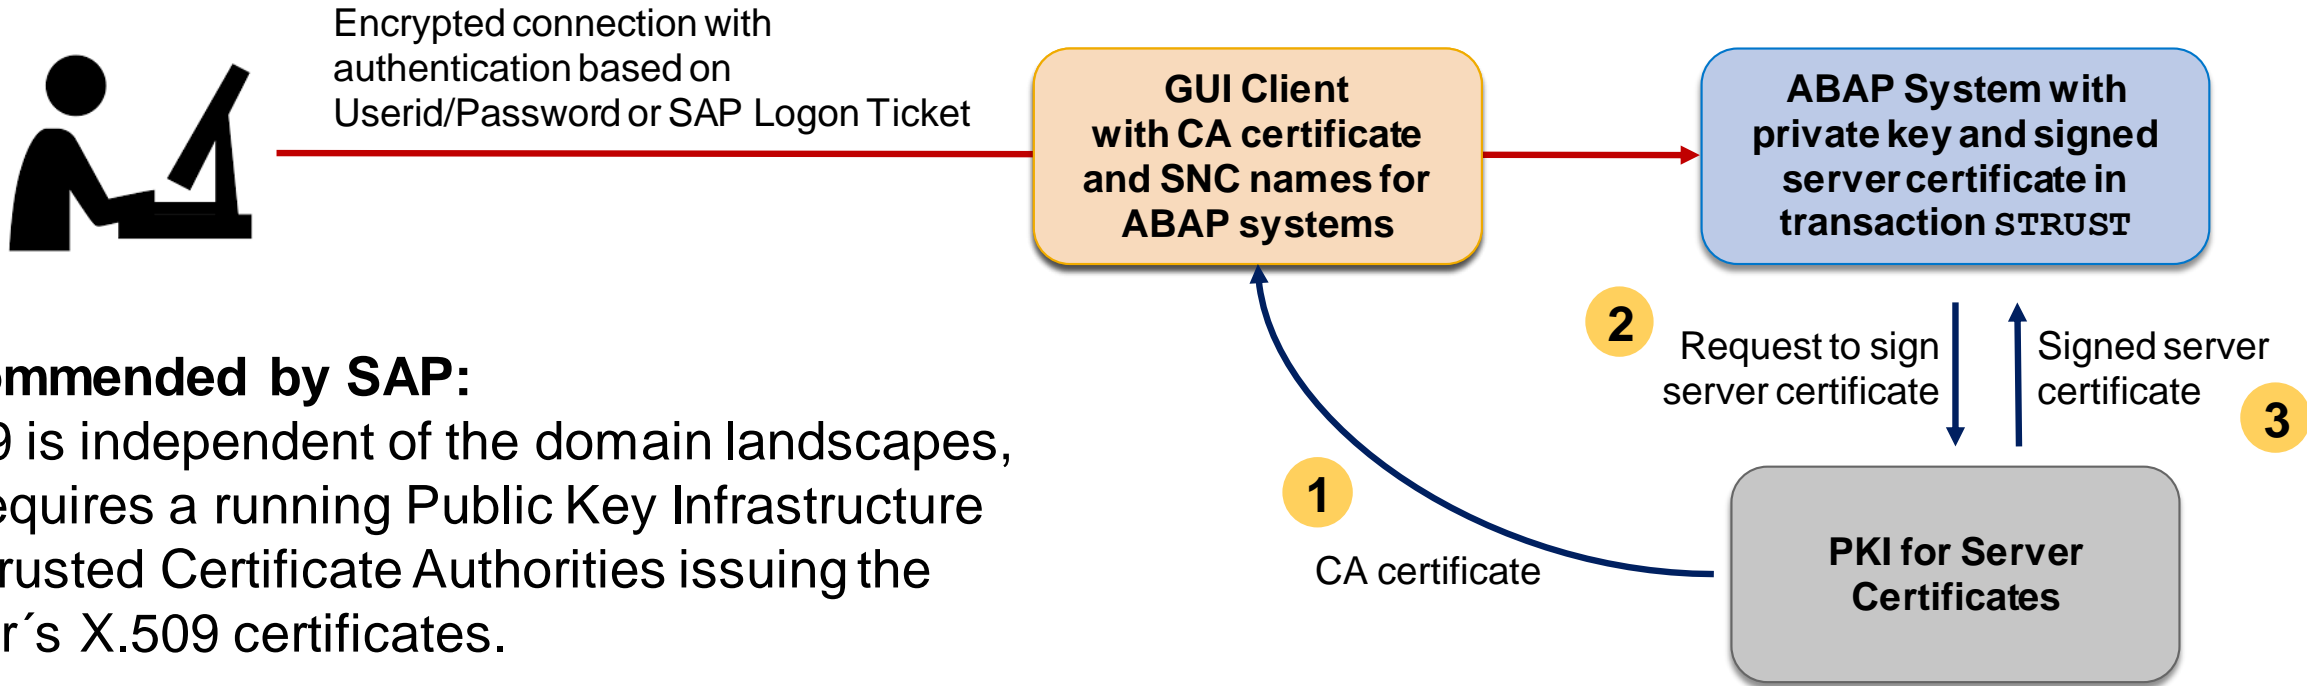 Encrypted connection with
authentication based on
Userid/Password or SAP Logon Ticket
GUI Client
with CA certificate
and SNC names for
ABAP systems
ABAP System with
private key and signed
server certificate in
transaction STRUST
2
Request to sign
server certificate
Signed server
certificate
3
ommended by SAP:
9 is independent of the domain landscapes,
equires a running Public Key Infrastructure
rusted Certificate Authorities issuing the
r´s X.509 certificates.
1
CA certificate
PKI for Server
Certificates